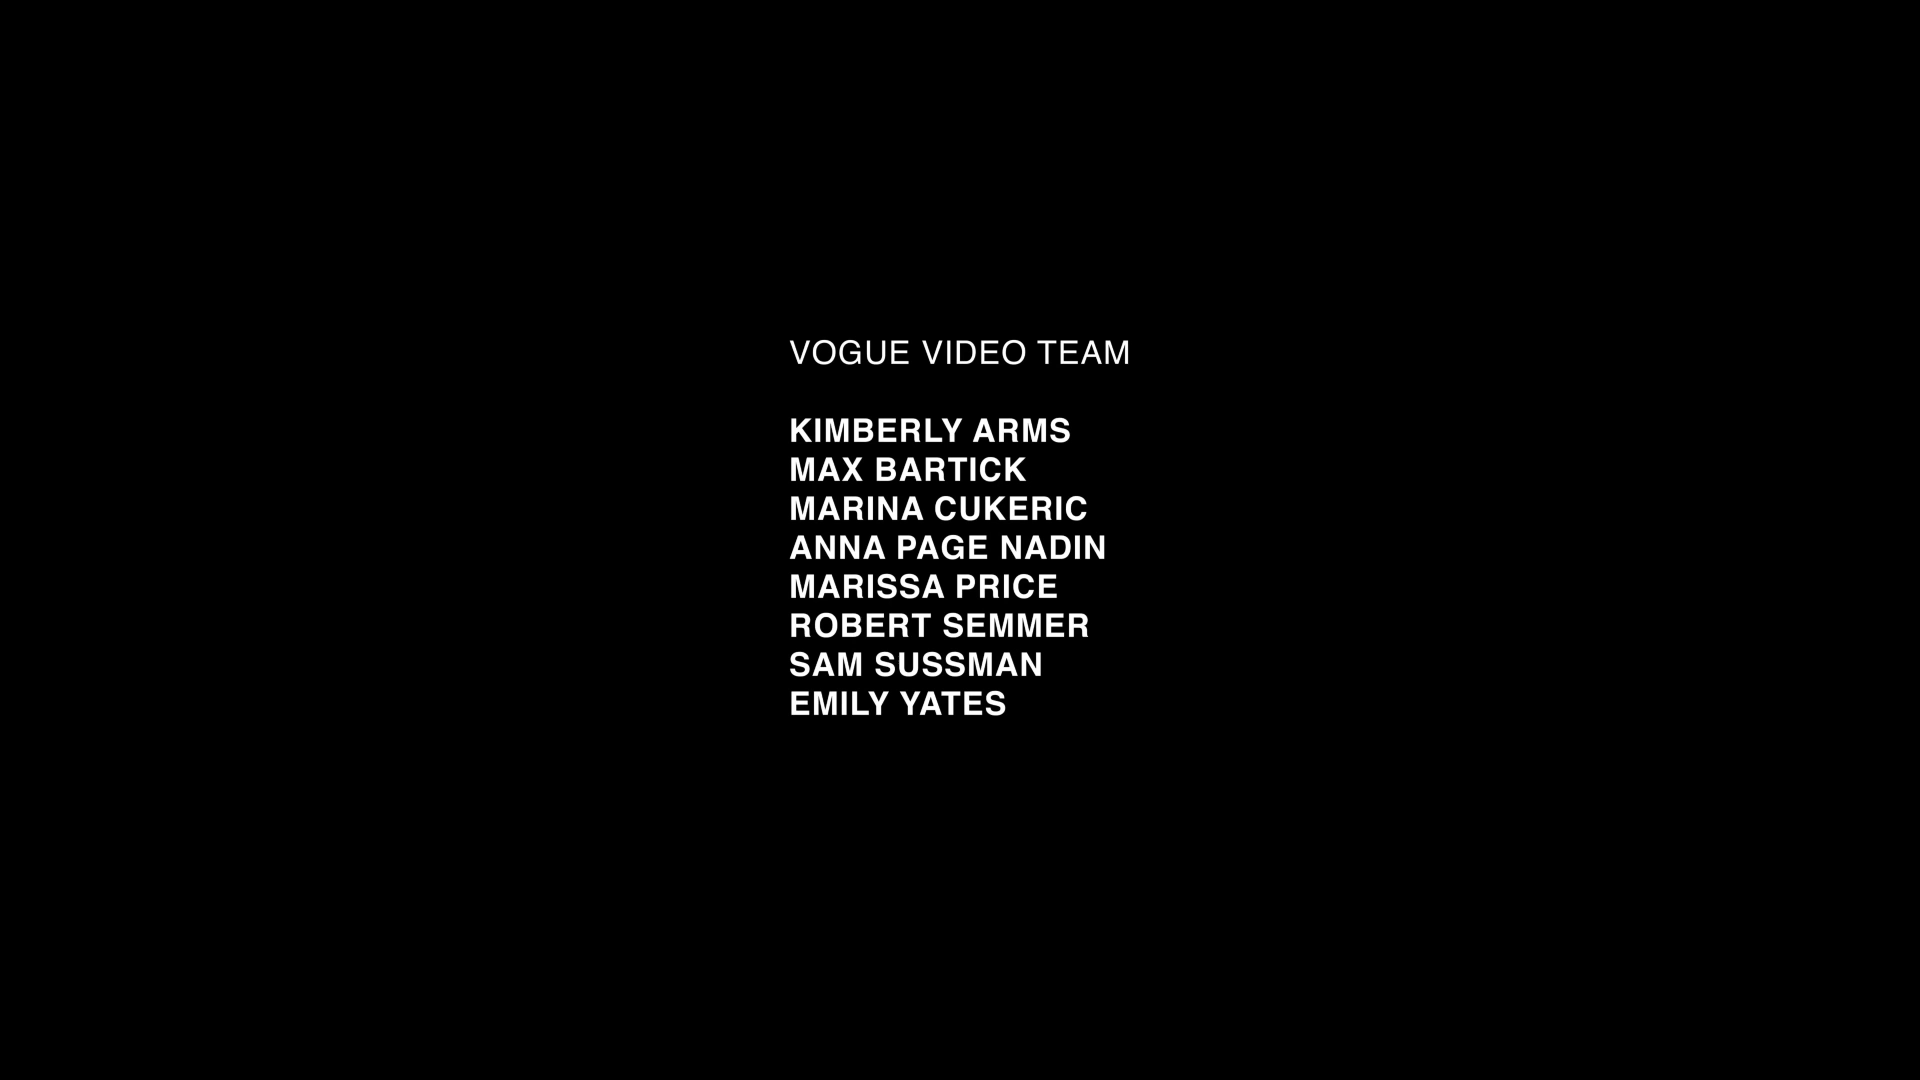 VOGUE VIDEO TEAM
KIMBERLY ARMS
MAX BARTICK
MARINA CUKERIC
ANNA PAGE NADIN
MARISSA PRICE
ROBERT SEMMER
SAM SUSSMAN
EMILY YATES